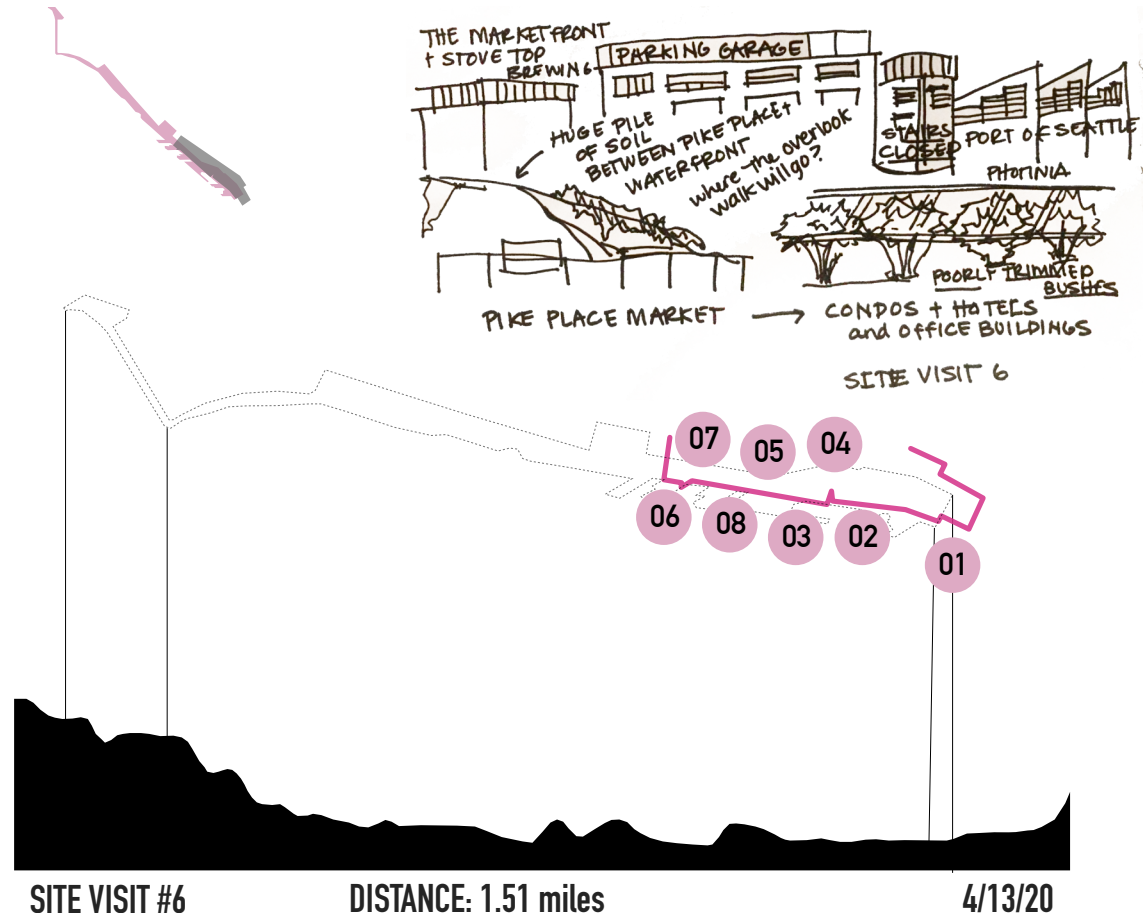 THE MARKETFRONT
+ STOVE TOP
BREWING
PARKING GARAGE
HUGE PILE
OF SOIL
BETWEEN PIKE PLACE +
WATERFRONT
where the overlook
walk will go?
STAIRS
CLOSED
PORT OF SEATTLE
PHOTINIA
POORLY TRIMMED
BUSHES
PIKE PLACE MARKET → CONDOS + HOTELS
and OFFICE BUILDINGS
SITE VISIT 6
07
05
04
06
08
03
02
01
SITE VISIT #6
DISTANCE: 1.51 miles
4/13/20